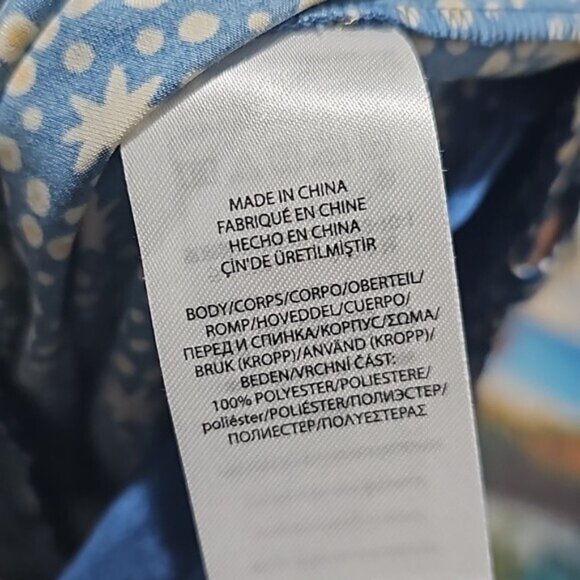 MADE IN CHINA
FABRIQUÉ EN CHINE
HECHO EN CHINA
ÇİN'DE ÜRETİLMİŞTİR
BODY/CORPS/CORPO/OBERTEIL/
ROMP/HOVEDDEL/CUERPO/
ПЕРЕД И СПИНКА/КОРПУС/ΣΩΜΑ/
BRUK (KROPP)/ANVÄND (KROPP)/
BEDEN/VRCHNÍ ČÁST:
100% POLYESTER/POLIESTERE/
poliéster/POLIÉSTER/ПОЛИЭСТЕР/
ПОЛИЕСТЕР/ΠΟΛΥΕΣΤΕΡΑΣ